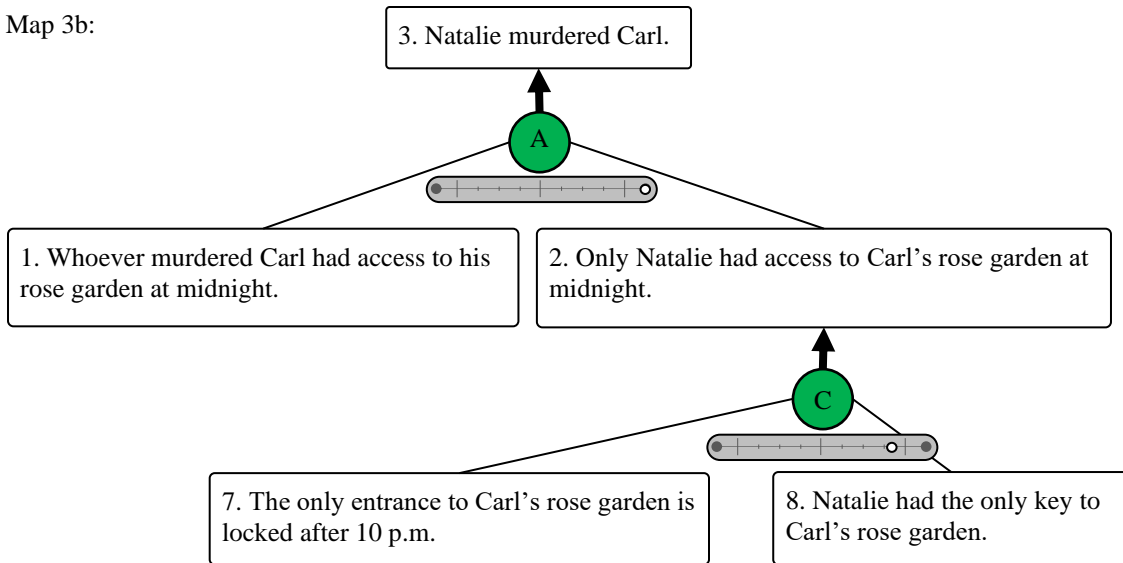 Map 3b:
3. Natalie murdered Carl.
A
1. Whoever murdered Carl had access to his
rose garden at midnight.
2. Only Natalie had access to Carl’s rose garden at
midnight.
C
7. The only entrance to Carl’s rose garden is
locked after 10 p.m.
8. Natalie had the only key to
Carl’s rose garden.